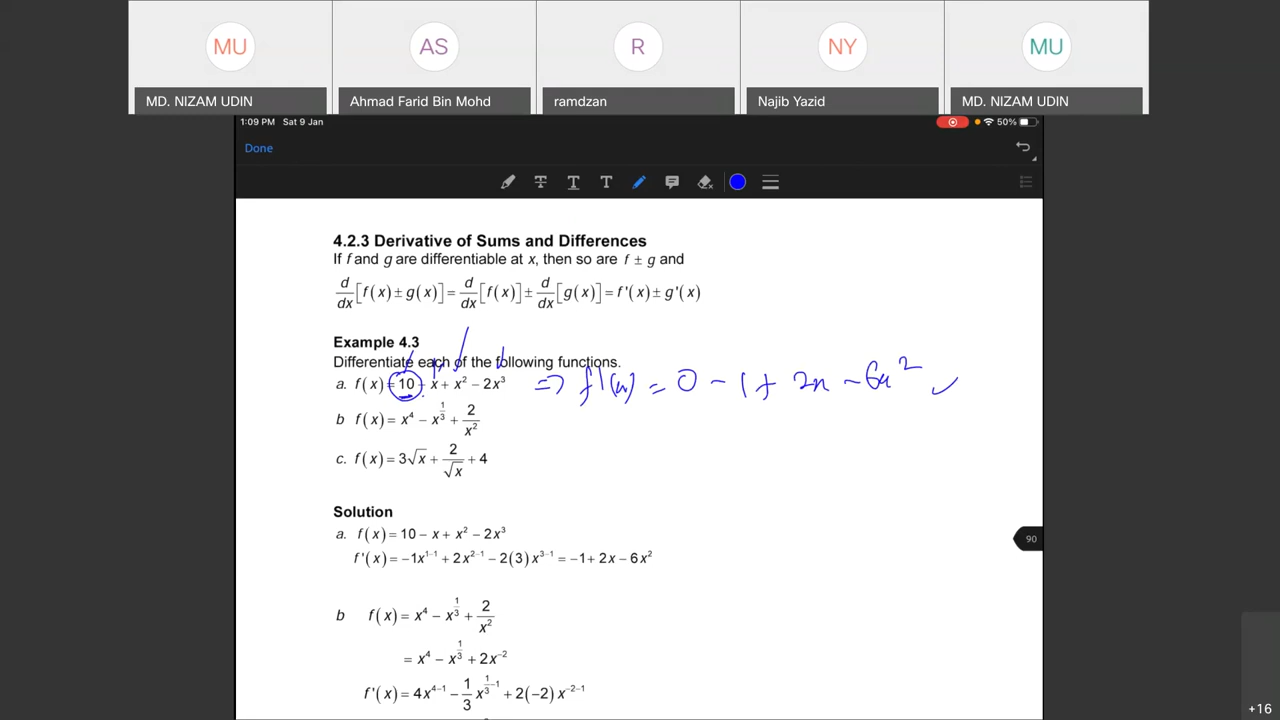 MU AS R NY MU
MD. NIZAM UDIN Ahmad Farid Bin Mohd ramdzan Najib Yazid MD. NIZAM UDIN
1:09 PM Sat 9 Jan 50%
Done
T T T
4.2.3 Derivative of Sums and Differences
If f and g are differentiable at x, then so are f ± g and
d/dx [f(x) ± g(x)] = d/dx [f(x)] ± d/dx [g(x)] = f'(x) ± g'(x)
Example 4.3
Differentiate each of the following functions.
a. f(x) = 10 − x + x² − 2x³ ⇒ f'(x) = 0 − 1 + 2x − 6x² ✓
b f(x) = x⁴ − x^(1/3) + 2/x²
c. f(x) = 3√x + 2/√x + 4
Solution
a. f(x) = 10 − x + x² − 2x³
f'(x) = −1x^(1−1) + 2x^(2−1) − 2(3)x^(3−1) = −1 + 2x − 6x²
90
b f(x) = x⁴ − x^(1/3) + 2/x²
= x⁴ − x^(1/3) + 2x^(−2)
f'(x) = 4x^(4−1) − 1/3 x^(1/3−1) + 2(−2)x^(−2−1)
+16